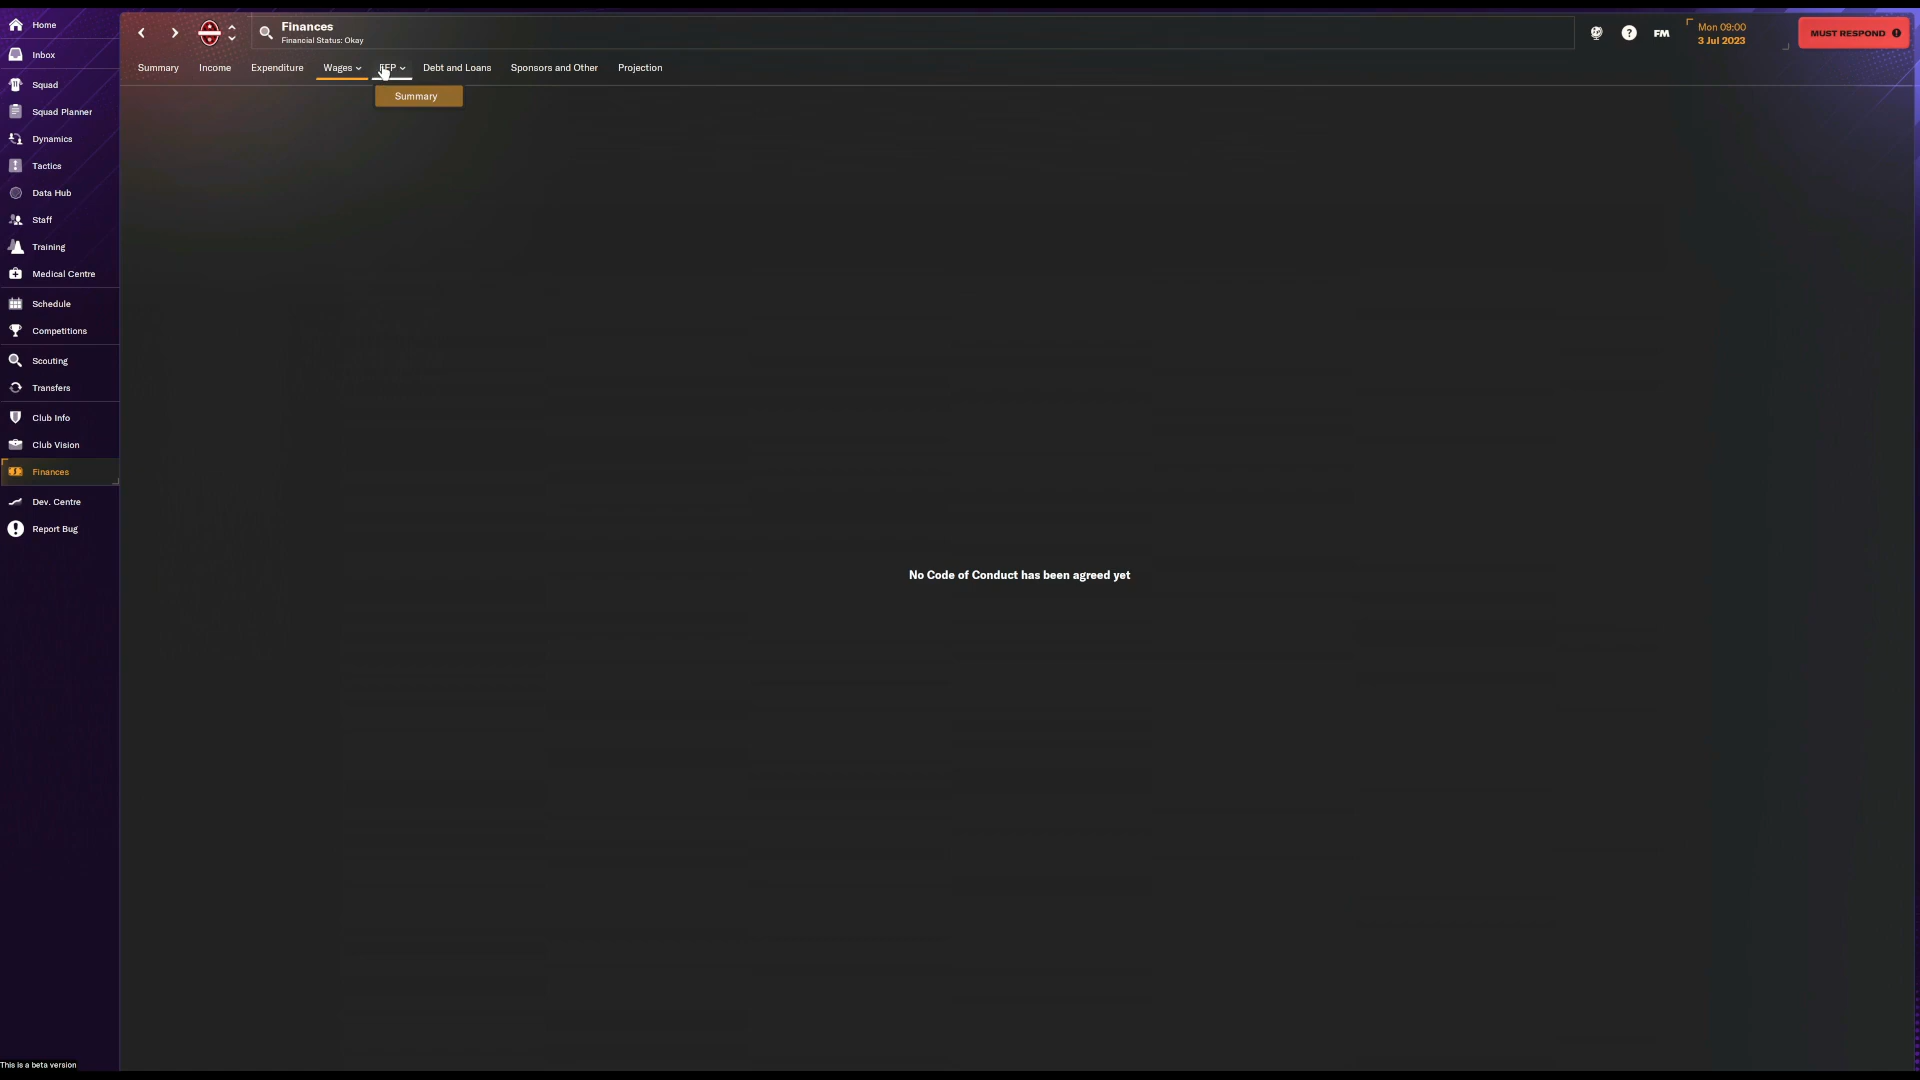 Home
Inbox
Squad
Squad Planner
Dynamics
Tactics
Data Hub
Staff
Training
Medical Centre
Schedule
Competitions
Scouting
Transfers
Club Info
Club Vision
Finances
Dev. Centre
Report Bug
This is a beta version
Finances
Financial Status: Okay
FM
Mon 09:00
3 Jul 2023
MUST RESPOND
Summary Income Expenditure Wages Debt and Loans Sponsors and Other Projection
Summary
No Code of Conduct has been agreed yet